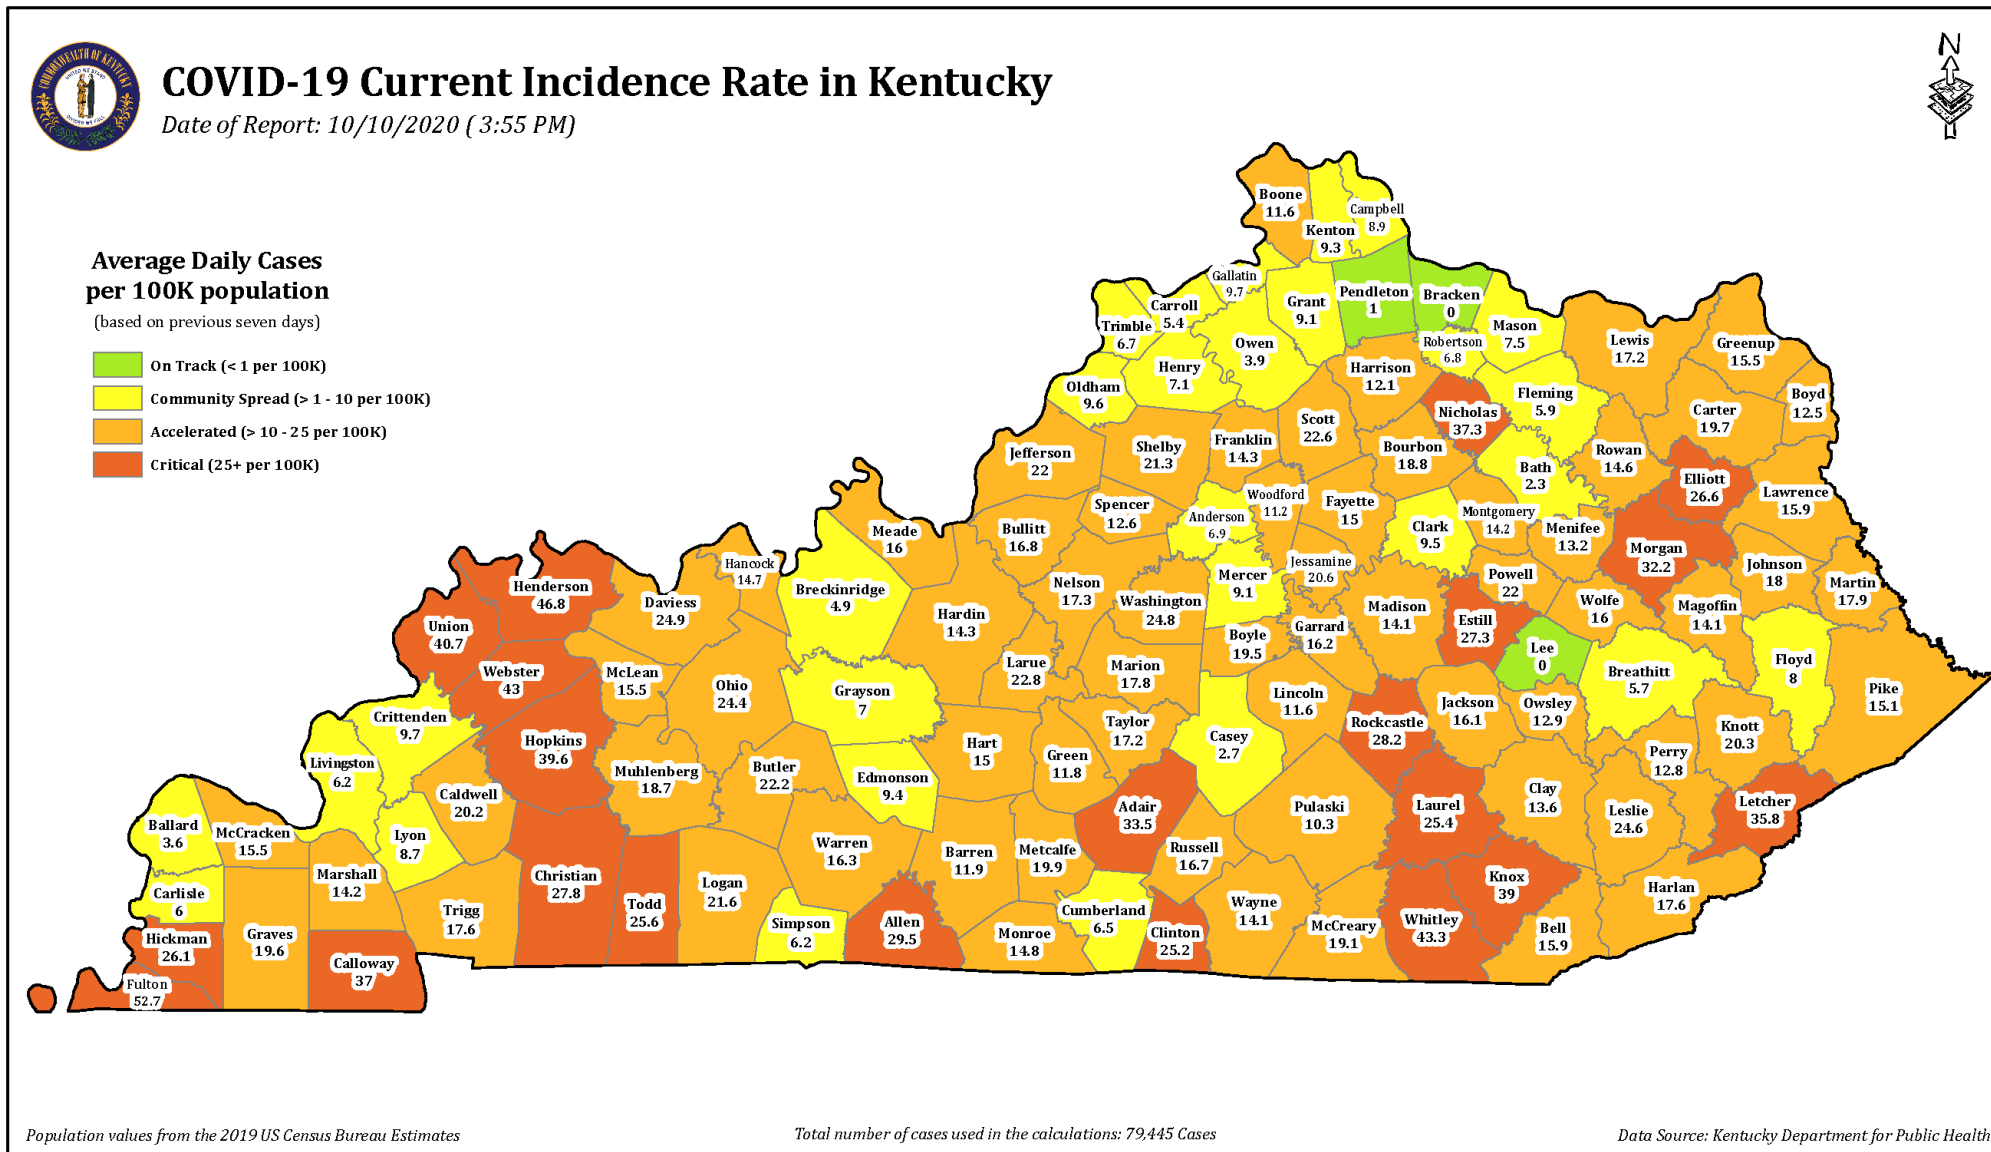 COVID-19 Current Incidence Rate in Kentucky
Date of Report: 10/10/2020 ( 3:55 PM)
N
COMMONWEALTH OF KENTUCKY
UNITED WE STAND
DIVIDED WE FALL
Average Daily Cases
per 100K population
(based on previous seven days)
On Track (< 1 per 100K)
Community Spread (> 1 - 10 per 100K)
Accelerated (> 10 - 25 per 100K)
Critical (25+ per 100K)
Boone
11.6
Campbell
8.9
Kenton
9.3
Gallatin
9.7
Carroll
5.4
Trimble
6.7
Grant
9.1
Pendleton
1
Bracken
0
Mason
7.5
Robertson
6.8
Lewis
17.2
Greenup
15.5
Owen
3.9
Henry
7.1
Oldham
9.6
Harrison
12.1
Nicholas
37.3
Fleming
5.9
Carter
19.7
Boyd
12.5
Jefferson
22
Shelby
21.3
Franklin
14.3
Scott
22.6
Bourbon
18.8
Bath
2.3
Rowan
14.6
Elliott
26.6
Lawrence
15.9
Meade
16
Bullitt
16.8
Spencer
12.6
Anderson
6.9
Woodford
11.2
Fayette
15
Clark
9.5
Montgomery
14.2
Menifee
13.2
Morgan
32.2
Johnson
18
Martin
17.9
Henderson
46.8
Union
40.7
Daviess
24.9
Hancock
14.7
Breckinridge
4.9
Hardin
14.3
Nelson
17.3
Washington
24.8
Mercer
9.1
Jessamine
20.6
Garrard
16.2
Madison
14.1
Estill
27.3
Powell
22
Wolfe
16
Magoffin
14.1
Lee
0
Breathitt
5.7
Floyd
8
Pike
15.1
Webster
43
McLean
15.5
Ohio
24.4
Grayson
7
Larue
22.8
Marion
17.8
Boyle
19.5
Lincoln
11.6
Rockcastle
28.2
Jackson
16.1
Owsley
12.9
Perry
12.8
Knott
20.3
Crittenden
9.7
Livingston
6.2
Hopkins
39.6
Muhlenberg
18.7
Butler
22.2
Edmonson
9.4
Hart
15
Green
11.8
Taylor
17.2
Casey
2.7
Adair
33.5
Pulaski
10.3
Laurel
25.4
Clay
13.6
Leslie
24.6
Letcher
35.8
Ballard
3.6
McCracken
15.5
Caldwell
20.2
Lyon
8.7
Marshall
14.2
Carlisle
6
Hickman
26.1
Graves
19.6
Fulton
52.7
Calloway
37
Trigg
17.6
Christian
27.8
Todd
25.6
Logan
21.6
Warren
16.3
Simpson
6.2
Allen
29.5
Barren
11.9
Metcalfe
19.9
Monroe
14.8
Cumberland
6.5
Russell
16.7
Clinton
25.2
Wayne
14.1
McCreary
19.1
Whitley
43.3
Knox
39
Bell
15.9
Harlan
17.6
Population values from the 2019 US Census Bureau Estimates
Total number of cases used in the calculations: 79,445 Cases
Data Source: Kentucky Department for Public Health